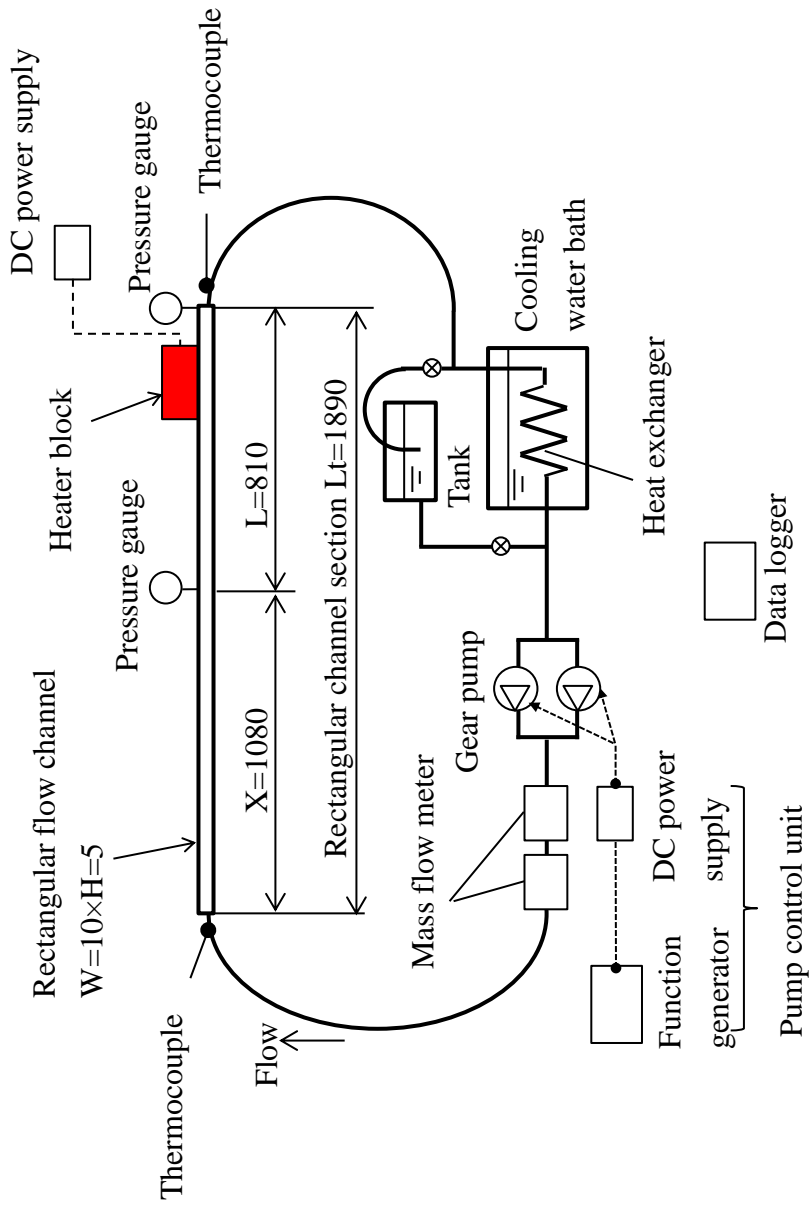 DC power supply
Heater block
Pressure gauge
Thermocouple
Pressure gauge
Rectangular flow channel
W=10×H=5
Thermocouple
X=1080
L=810
Rectangular channel section Lt=1890
Flow
Tank
Cooling
water bath
Heat exchanger
Gear pump
Mass flow meter
DC power
supply
Function
generator
Pump control unit
Data logger